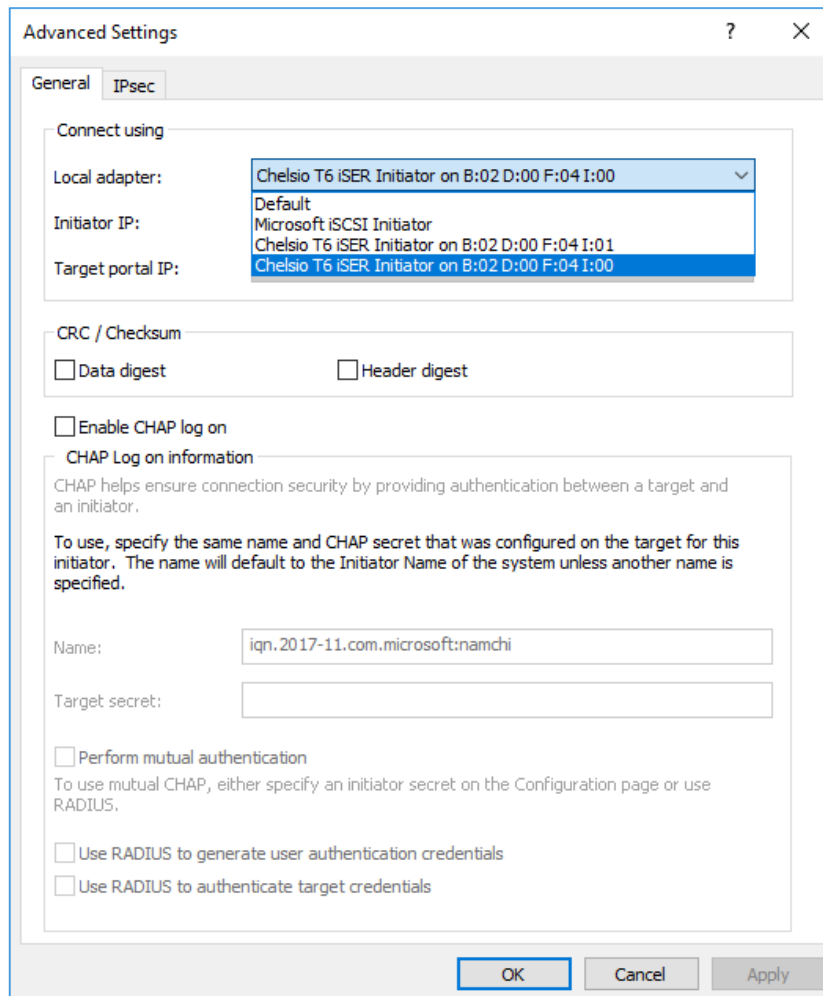 Advanced Settings
?
General
IPsec
Connect using
Local adapter:
Chelsio T6 iSER Initiator on B:02 D:00 F:04 I:00
Default
Initiator IP:
Microsoft iSCSI Initiator
Chelsio T6 iSER Initiator on B:02 D:00 F:04 I:01
Target portal IP:
Chelsio T6 iSER Initiator on B:02 D:00 F:04 I:00
CRC / Checksum
Data digest
Header digest
Enable CHAP log on
CHAP Log on information
CHAP helps ensure connection security by providing authentication between a target and
an initiator.
To use, specify the same name and CHAP secret that was configured on the target for this
initiator. The name will default to the Initiator Name of the system unless another name is
specified.
Name:
iqn.2017-11.com.microsoft:namchi
Target secret:
Perform mutual authentication
To use mutual CHAP, either specify an initiator secret on the Configuration page or use
RADIUS.
Use RADIUS to generate user authentication credentials
Use RADIUS to authenticate target credentials
OK
Cancel
Apply